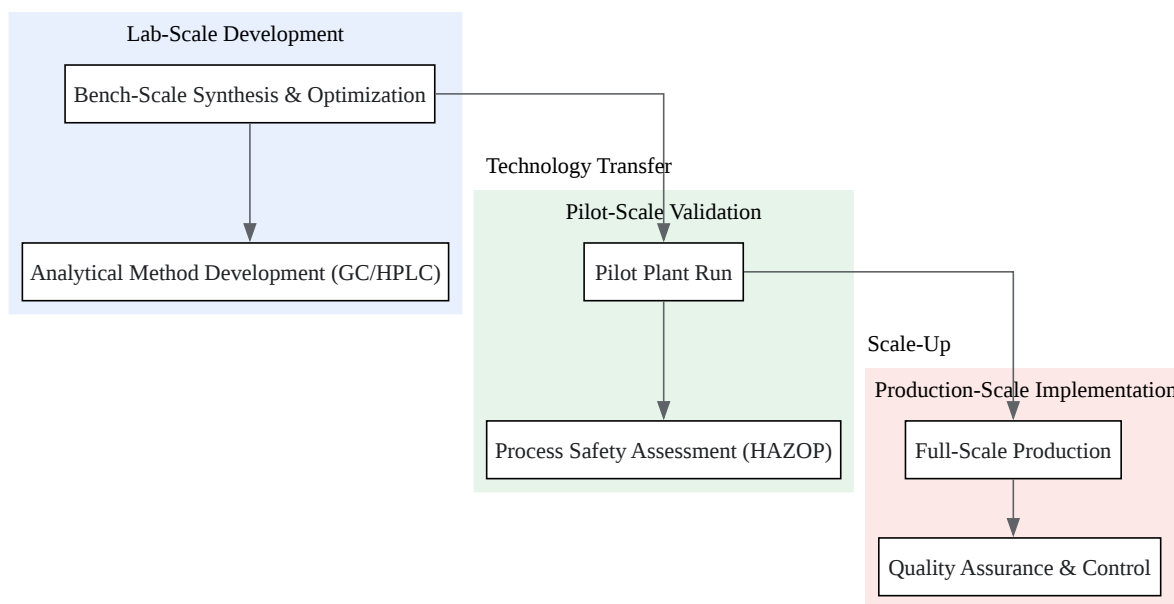 Lab-Scale Development
Bench-Scale Synthesis & Optimization
Analytical Method Development (GC/HPLC)
Technology Transfer
Pilot-Scale Validation
Pilot Plant Run
Process Safety Assessment (HAZOP)
Scale-Up
Production-Scale Implementation
Full-Scale Production
Quality Assurance & Control